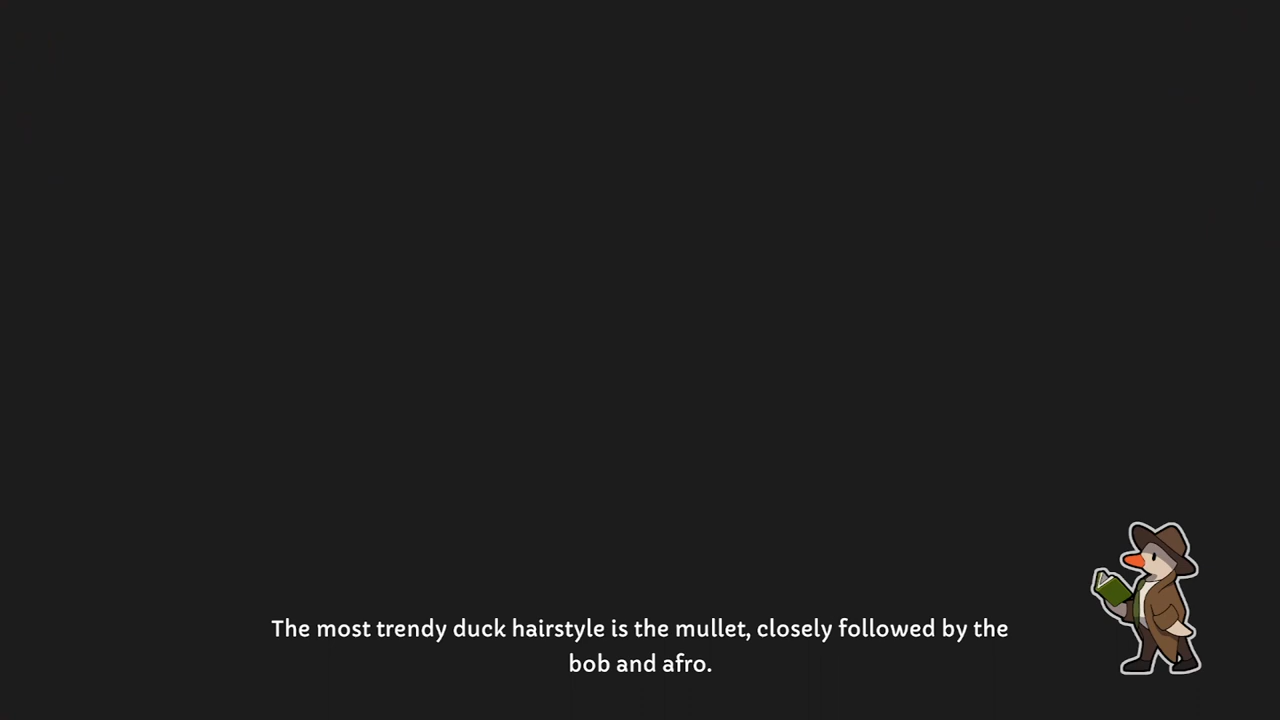 The most trendy duck hairstyle is the mullet, closely followed by the
bob and afro.